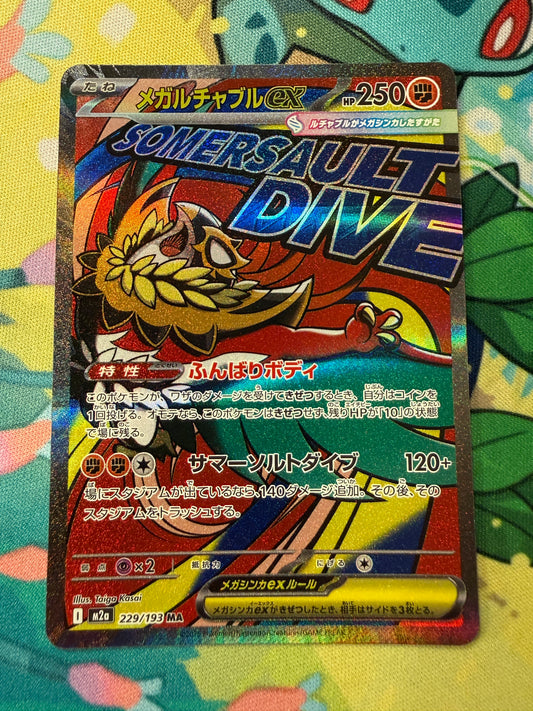 たね
メガルチャブルex
HP250
ルチャブルがメガシンカしたすがた
SOMERSAULT
DIVE
特性 ふんばりボディ
このポケモンが、ワザのダメージを受けてきぜつするとき、自分はコインを
1回投げる。オモテなら、このポケモンはきぜつせず、残りHPが「10」の状態
で場に残る。
サマーソルトダイブ 120+
場にスタジアムが出ているなら、140ダメージ追加。その後、その
スタジアムをトラッシュする。
弱点 ×2 抵抗力 にげる
Illus. Taiga Kasai
メガシンカexルール
メガシンカexがきぜつしたとき、相手はサイドを3枚とる。
I m2a 229/193 MA